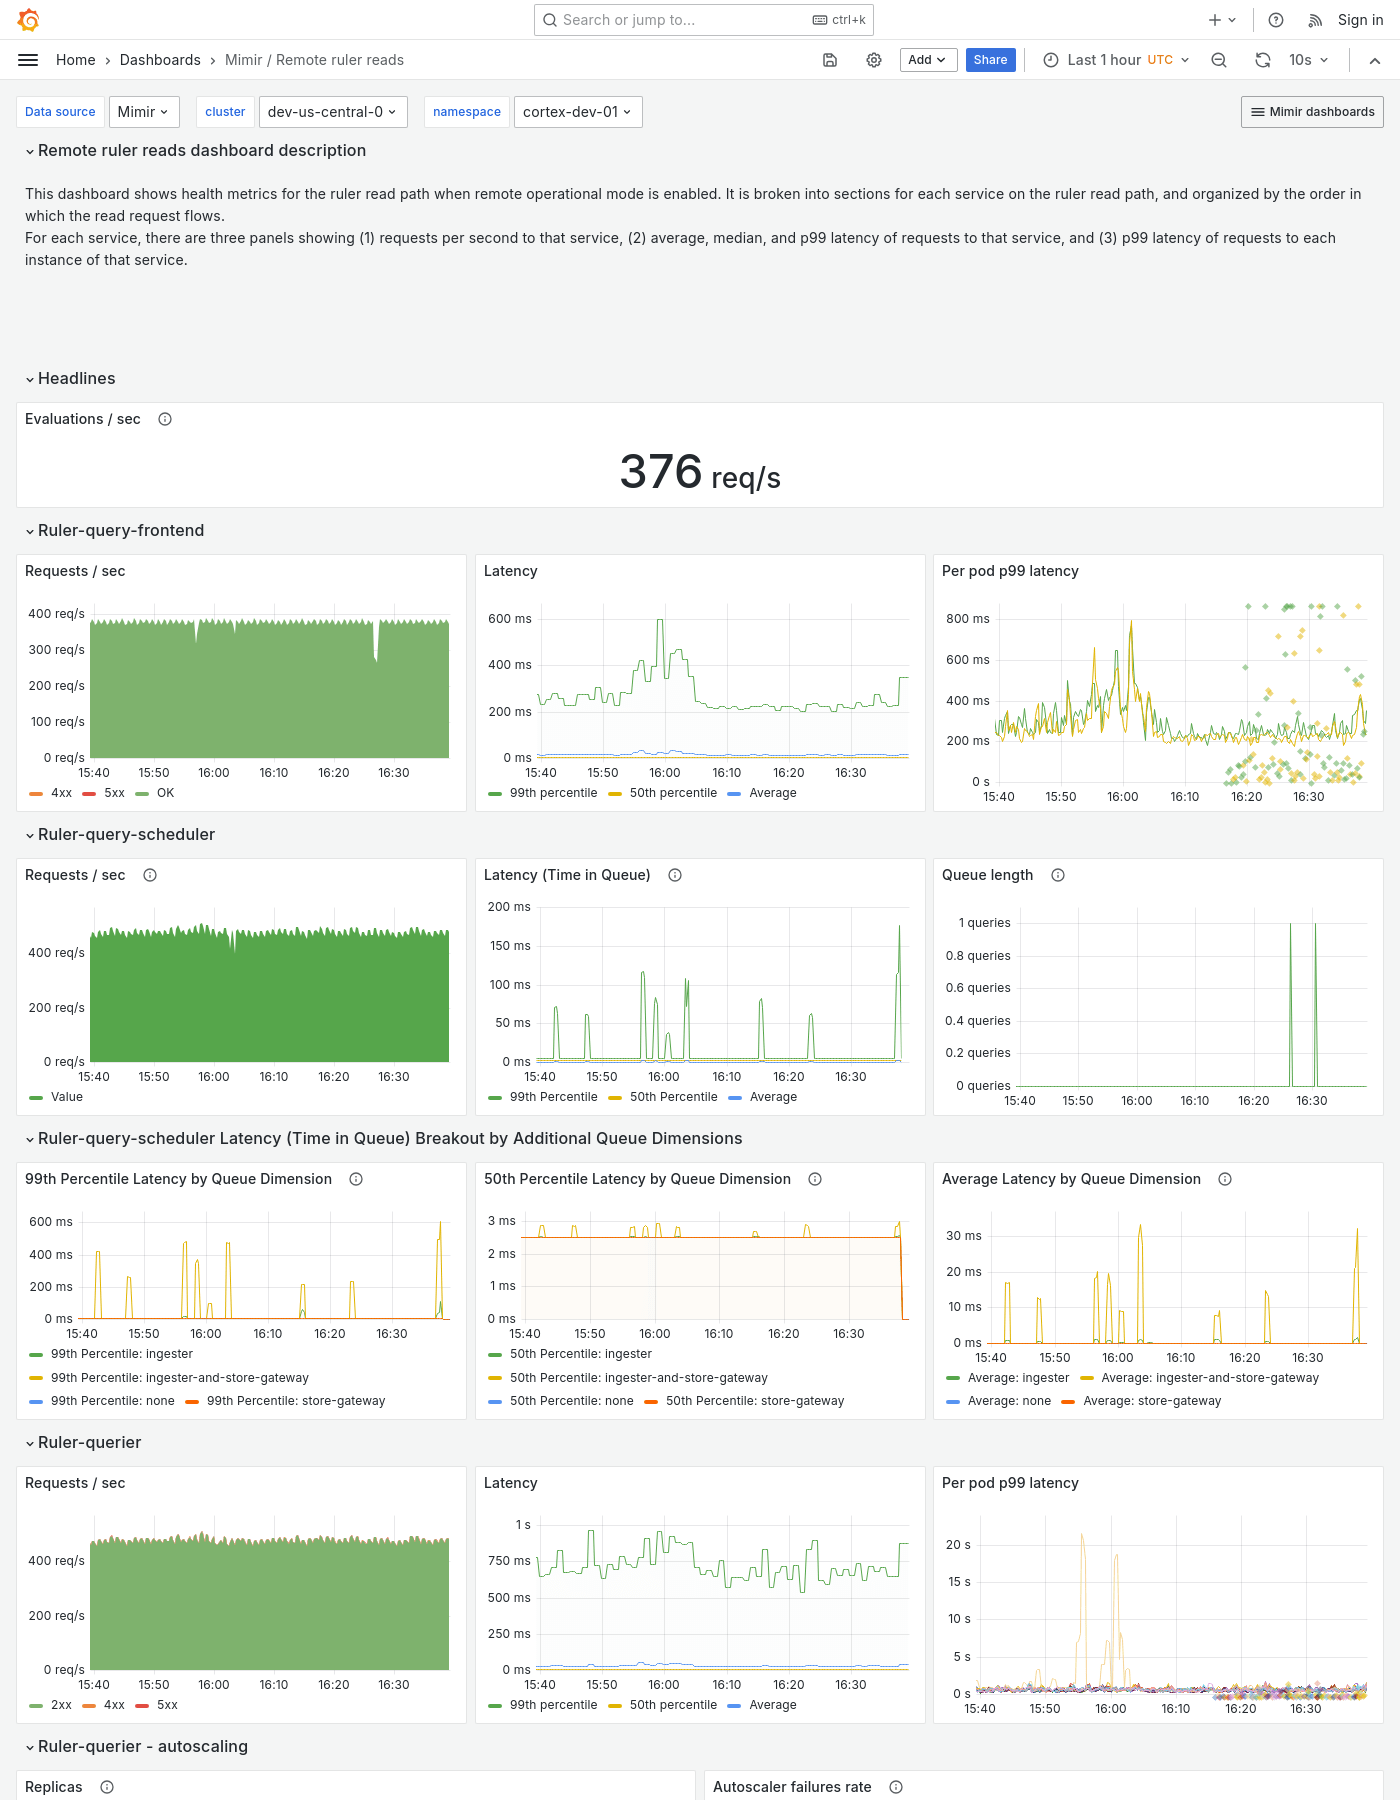 Search or jump to... ctrl+k Sign in
Home Dashboards Mimir / Remote ruler reads Add Share Last 1 hour UTC 10s
Data source Mimir cluster dev-us-central-0 namespace cortex-dev-01 Mimir dashboards
Remote ruler reads dashboard description
This dashboard shows health metrics for the ruler read path when remote operational mode is enabled. It is broken into sections for each service on the ruler read path, and organized by the order in
which the read request flows.
For each service, there are three panels showing (1) requests per second to that service, (2) average, median, and p99 latency of requests to that service, and (3) p99 latency of requests to each
instance of that service.
Headlines
Evaluations / sec
376 req/s
Ruler-query-frontend
Requests / sec
400 req/s
300 req/s
200 req/s
100 req/s
0 req/s
15:40 15:50 16:00 16:10 16:20 16:30
4xx 5xx OK
Latency
600 ms
400 ms
200 ms
0 ms
15:40 15:50 16:00 16:10 16:20 16:30
99th percentile 50th percentile Average
Per pod p99 latency
800 ms
600 ms
400 ms
200 ms
0 s
15:40 15:50 16:00 16:10 16:20 16:30
Ruler-query-scheduler
Requests / sec
400 req/s
200 req/s
0 req/s
15:40 15:50 16:00 16:10 16:20 16:30
Value
Latency (Time in Queue)
200 ms
150 ms
100 ms
50 ms
0 ms
15:40 15:50 16:00 16:10 16:20 16:30
99th Percentile 50th Percentile Average
Queue length
1 queries
0.8 queries
0.6 queries
0.4 queries
0.2 queries
0 queries
15:40 15:50 16:00 16:10 16:20 16:30
Ruler-query-scheduler Latency (Time in Queue) Breakout by Additional Queue Dimensions
99th Percentile Latency by Queue Dimension
600 ms
400 ms
200 ms
0 ms
15:40 15:50 16:00 16:10 16:20 16:30
99th Percentile: ingester
99th Percentile: ingester-and-store-gateway
99th Percentile: none 99th Percentile: store-gateway
50th Percentile Latency by Queue Dimension
3 ms
2 ms
1 ms
0 ms
15:40 15:50 16:00 16:10 16:20 16:30
50th Percentile: ingester
50th Percentile: ingester-and-store-gateway
50th Percentile: none 50th Percentile: store-gateway
Average Latency by Queue Dimension
30 ms
20 ms
10 ms
0 ms
15:40 15:50 16:00 16:10 16:20 16:30
Average: ingester Average: ingester-and-store-gateway
Average: none Average: store-gateway
Ruler-querier
Requests / sec
400 req/s
200 req/s
0 req/s
15:40 15:50 16:00 16:10 16:20 16:30
2xx 4xx 5xx
Latency
1 s
750 ms
500 ms
250 ms
0 ms
15:40 15:50 16:00 16:10 16:20 16:30
99th percentile 50th percentile Average
Per pod p99 latency
20 s
15 s
10 s
5 s
0 s
15:40 15:50 16:00 16:10 16:20 16:30
Ruler-querier - autoscaling
Replicas
Autoscaler failures rate